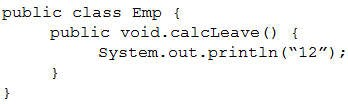 public class Emp {
public void.calcLeave() {
System.out.println(“12”);
}
}